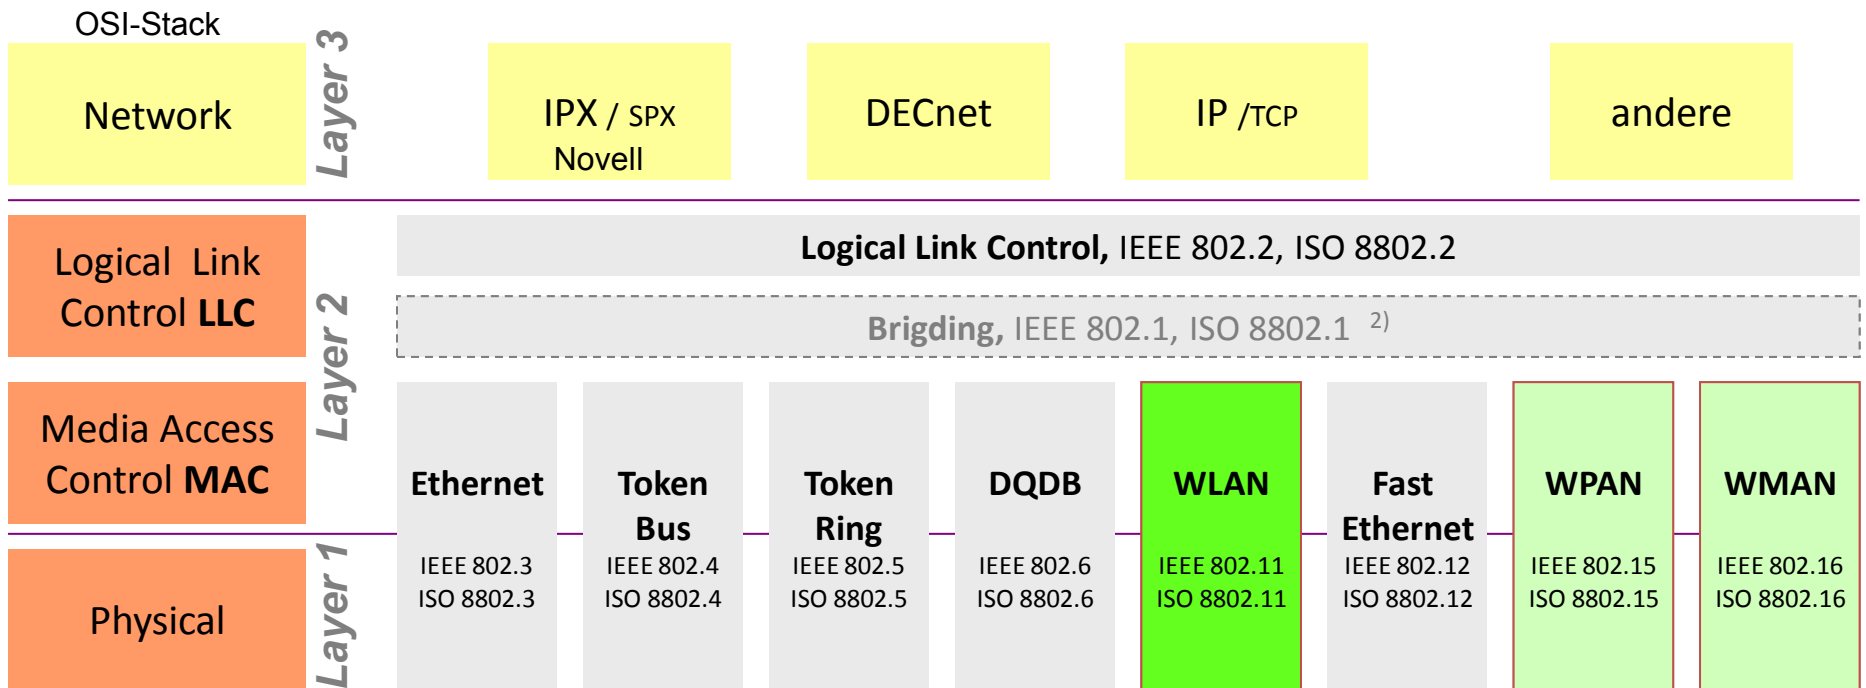 OSI-Stack
Network
Layer 3
IPX / SPX
Novell
DECnet
IP /TCP
andere
Logical Link
Control LLC
Layer 2
Logical Link Control, IEEE 802.2, ISO 8802.2
Brigding, IEEE 802.1, ISO 8802.1 2)
Media Access
Control MAC
Ethernet
IEEE 802.3
ISO 8802.3
Token
Bus
IEEE 802.4
ISO 8802.4
Token
Ring
IEEE 802.5
ISO 8802.5
DQDB
IEEE 802.6
ISO 8802.6
WLAN
IEEE 802.11
ISO 8802.11
Fast
Ethernet
IEEE 802.12
ISO 8802.12
WPAN
IEEE 802.15
ISO 8802.15
WMAN
IEEE 802.16
ISO 8802.16
Physical
Layer 1